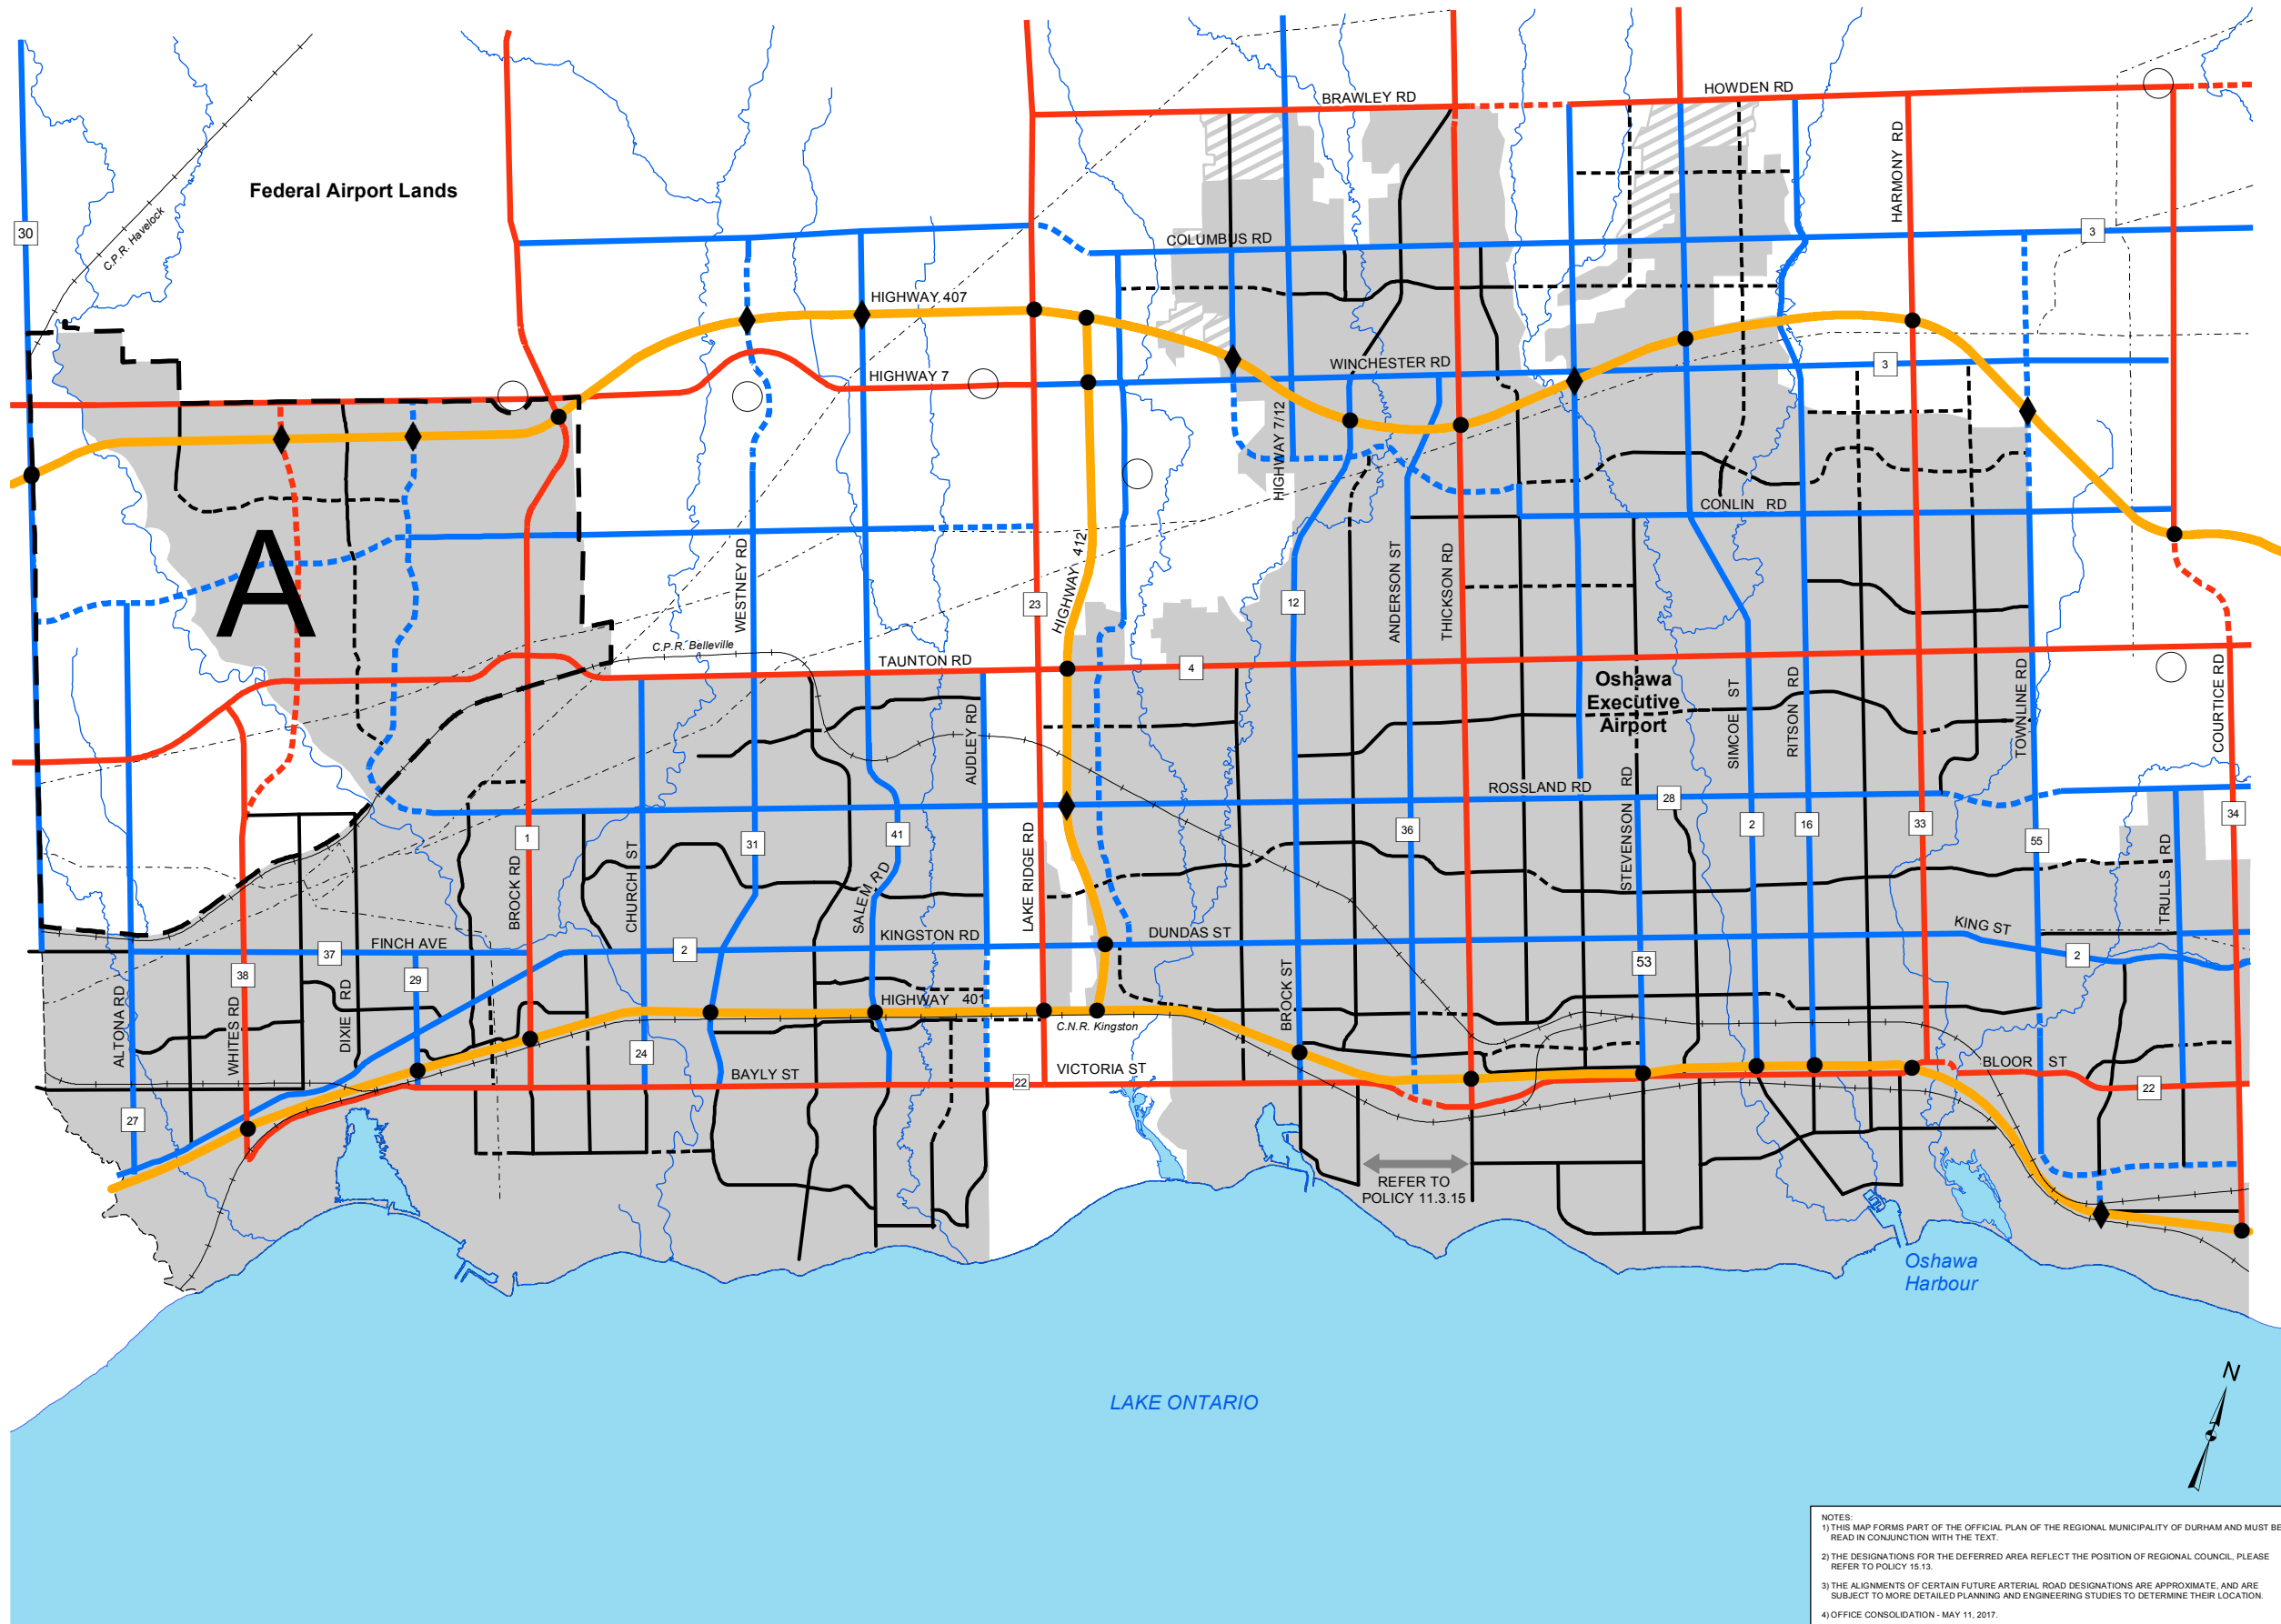 BRAWLEY RD
HOWDEN RD
HARMONY RD
Federal Airport Lands
C.P.R. Havelock
30
COLUMBUS RD
3
HIGHWAY 407
HIGHWAY 7
WINCHESTER RD
3
HIGHWAY 7/12
CONLIN RD
A
WESTNEY RD
HIGHWAY 412
ANDERSON ST
THICKSON RD
23
12
C.P.R. Belleville
TAUNTON RD
4
Oshawa
Executive
Airport
SIMCOE ST
RITSON RD
TOWNLINE RD
COURTICE RD
AUDLEY RD
ROSSLAND RD
STEVENSON RD
28
1
31
41
36
2
16
33
55
34
BROCK RD
CHURCH ST
SALEM RD
LAKE RIDGE RD
TRULLS RD
FINCH AVE
37
2
KINGSTON RD
DUNDAS ST
KING ST
2
38
29
53
ALTONA RD
WHITES RD
DIXIE RD
HIGHWAY 401
C.N.R. Kingston
BROCK ST
24
BAYLY ST
22
VICTORIA ST
BLOOR ST
22
27
REFER TO
POLICY 11.3.15
Oshawa
Harbour
LAKE ONTARIO
N
NOTES:
1) THIS MAP FORMS PART OF THE OFFICIAL PLAN OF THE REGIONAL MUNICIPALITY OF DURHAM AND MUST BE
READ IN CONJUNCTION WITH THE TEXT.
2) THE DESIGNATIONS FOR THE DEFERRED AREA REFLECT THE POSITION OF REGIONAL COUNCIL, PLEASE
REFER TO POLICY 15.13.
3) THE ALIGNMENTS OF CERTAIN FUTURE ARTERIAL ROAD DESIGNATIONS ARE APPROXIMATE, AND ARE
SUBJECT TO MORE DETAILED PLANNING AND ENGINEERING STUDIES TO DETERMINE THEIR LOCATION.
4) OFFICE CONSOLIDATION - MAY 11, 2017.